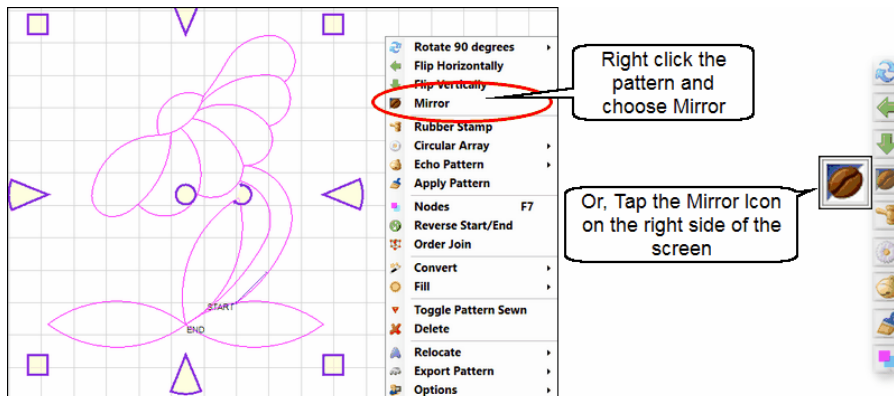 Rotate 90 degrees
Flip Horizontally
Flip Vertically
Mirror
Rubber Stamp
Circular Array
Echo Pattern
Apply Pattern
Nodes F7
Reverse Start/End
Order Join
Convert
Fill
Toggle Pattern Sewn
Delete
Relocate
Export Pattern
Options
START
END
Right click the
pattern and
choose Mirror
Or, Tap the Mirror Icon
on the right side of the
screen